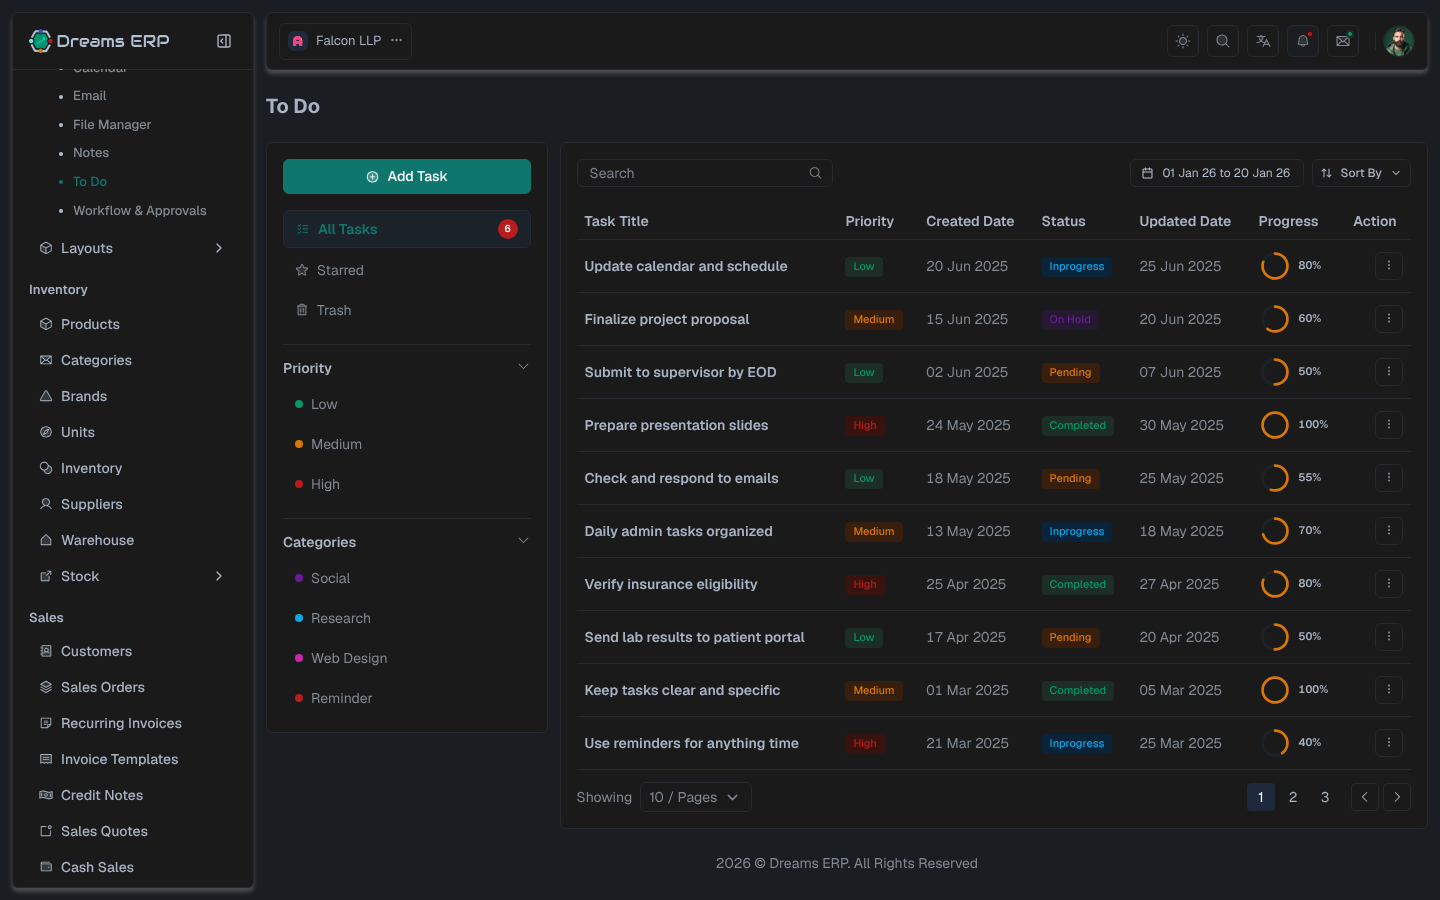 Dreams ERP
Calendar
Email
File Manager
Notes
To Do
Workflow & Approvals
Layouts
Inventory
Products
Categories
Brands
Units
Inventory
Suppliers
Warehouse
Stock
Sales
Customers
Sales Orders
Recurring Invoices
Invoice Templates
Credit Notes
Sales Quotes
Cash Sales
Falcon LLP ···
To Do
Add Task
All Tasks 6
Starred
Trash
Priority
Low
Medium
High
Categories
Social
Research
Web Design
Reminder
Search
01 Jan 26 to 20 Jan 26
Sort By
Task Title Priority Created Date Status Updated Date Progress Action
Update calendar and schedule Low 20 Jun 2025 Inprogress 25 Jun 2025 80%
Finalize project proposal Medium 15 Jun 2025 On Hold 20 Jun 2025 60%
Submit to supervisor by EOD Low 02 Jun 2025 Pending 07 Jun 2025 50%
Prepare presentation slides High 24 May 2025 Completed 30 May 2025 100%
Check and respond to emails Low 18 May 2025 Pending 25 May 2025 55%
Daily admin tasks organized Medium 13 May 2025 Inprogress 18 May 2025 70%
Verify insurance eligibility High 25 Apr 2025 Completed 27 Apr 2025 80%
Send lab results to patient portal Low 17 Apr 2025 Pending 20 Apr 2025 50%
Keep tasks clear and specific Medium 01 Mar 2025 Completed 05 Mar 2025 100%
Use reminders for anything time High 21 Mar 2025 Inprogress 25 Mar 2025 40%
Showing 10 / Pages
1 2 3
2026 © Dreams ERP. All Rights Reserved